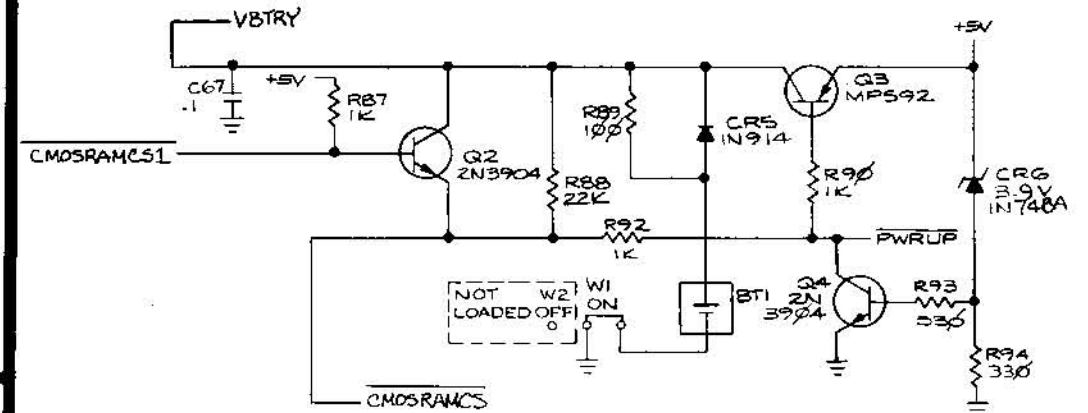 VBTRY
+5V
C67
.1
+5V
R87
1K
R89
100
CR5
1N914
Q3
MPS92
CMOSRAMCS1
Q2
2N3904
R88
22K
R90
1K
CR6
3.9V
1N748A
R92
1K
PWRUP
NOT W2
LOADED OFF
W1
ON
BT1
Q4
2N
3904
R93
330
R94
330
CMOSRAMCS